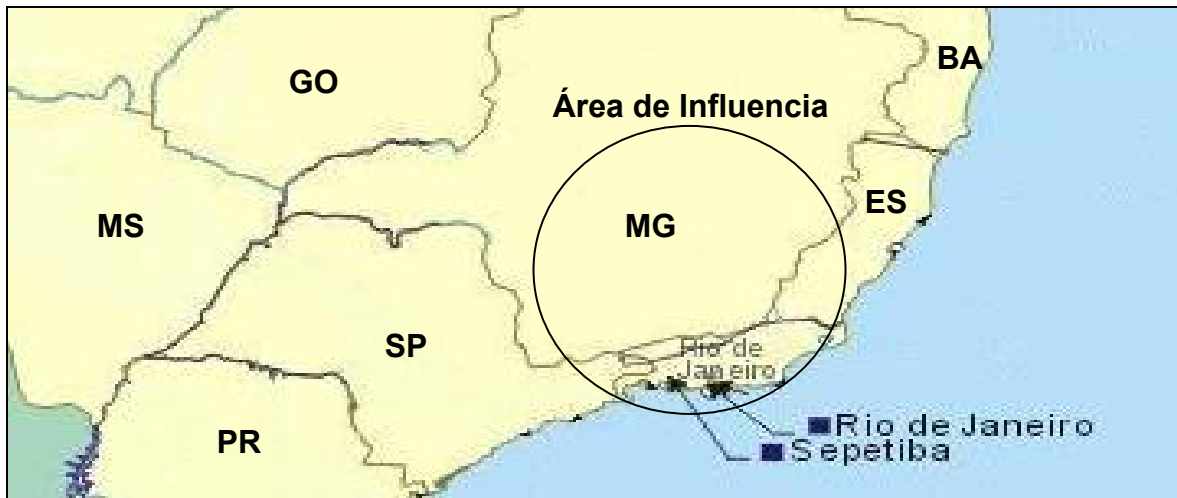 BA
GO
Área de Influencia
ES
MS
MG
SP
Rio de
Janeiro
Rio de Janeiro
Sepetiba
PR